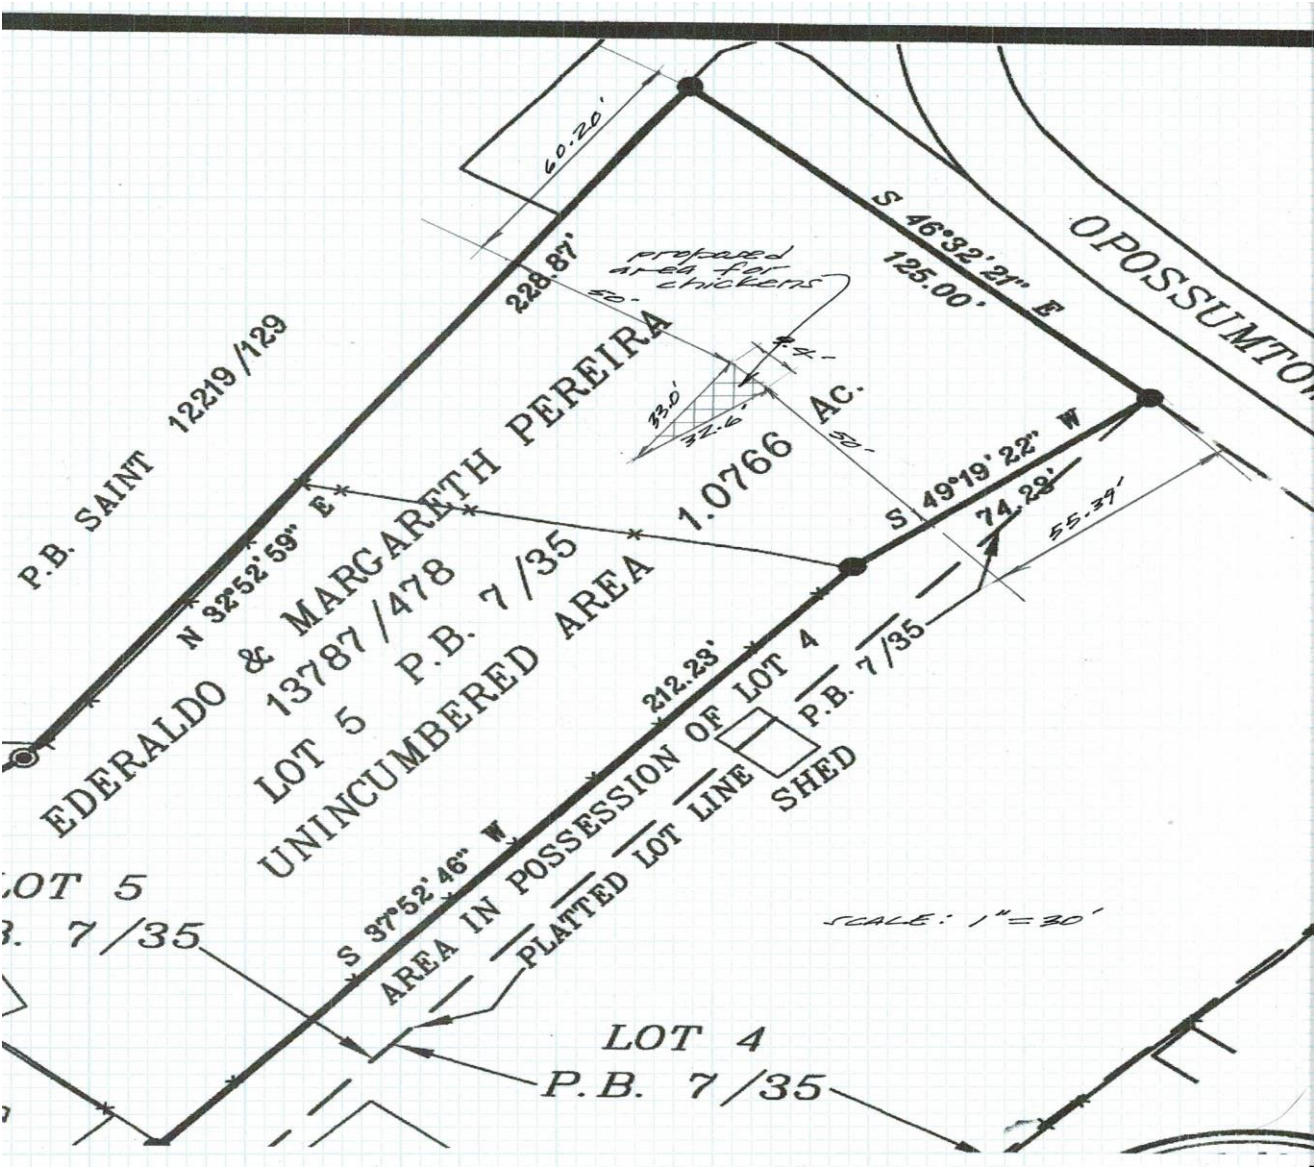 60.20'
S 46°32'21" E
125.00'
228.87'
proposed
area for
chickens
50'
9.4'
33.0'
32.6'
50'
12219/129
P.B. SAINT
N 32°52'59" E
EDERALDO & MARGARETH PEREIRA
13787/478
LOT 5 P.B. 7/35
UNINCUMBERED AREA 1.0766 AC.
S 49°19'22" W
74.23'
55.39'
212.23'
S 37°52'46" W
AREA IN POSSESSION OF LOT 4
PLATTED LOT LINE P.B. 7/35
SHED
LOT 5
7/35
SCALE: 1"=30'
LOT 4
P.B. 7/35